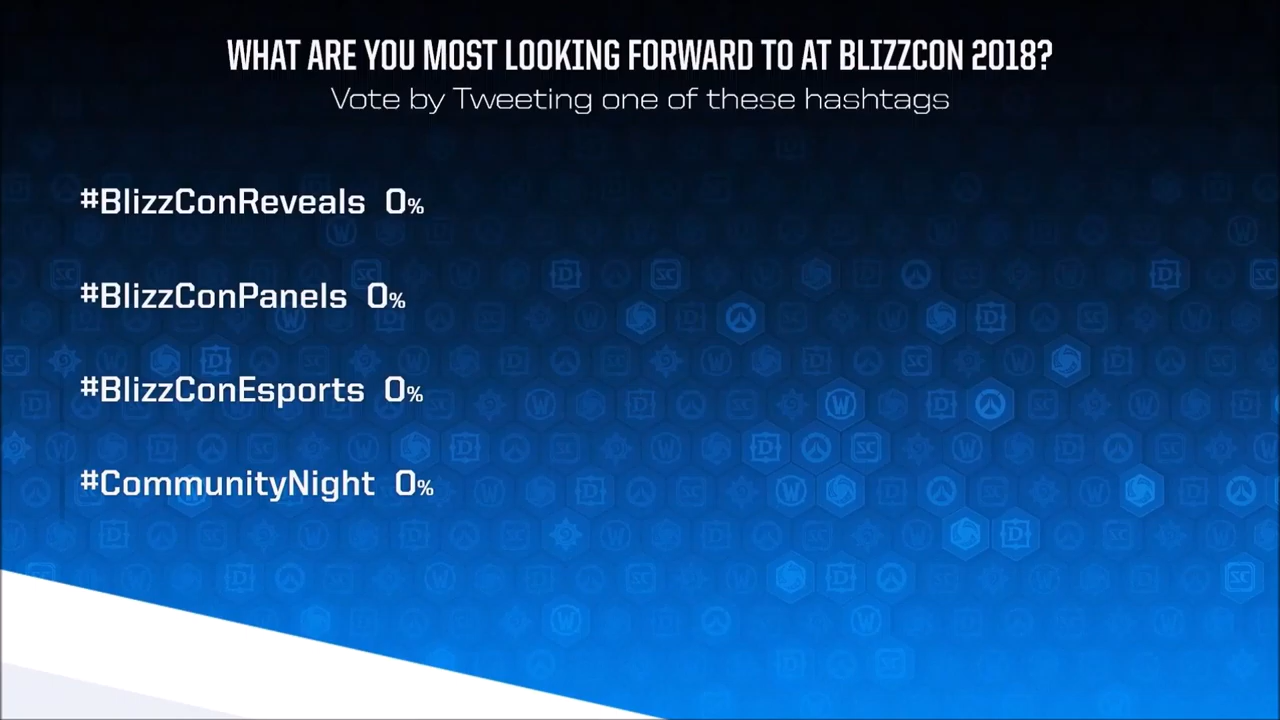 WHAT ARE YOU MOST LOOKING FORWARD TO AT BLIZZCON 2018?
Vote by Tweeting one of these hashtags
#BlizzConReveals 0%
#BlizzConPanels 0%
#BlizzConEsports 0%
#CommunityNight 0%